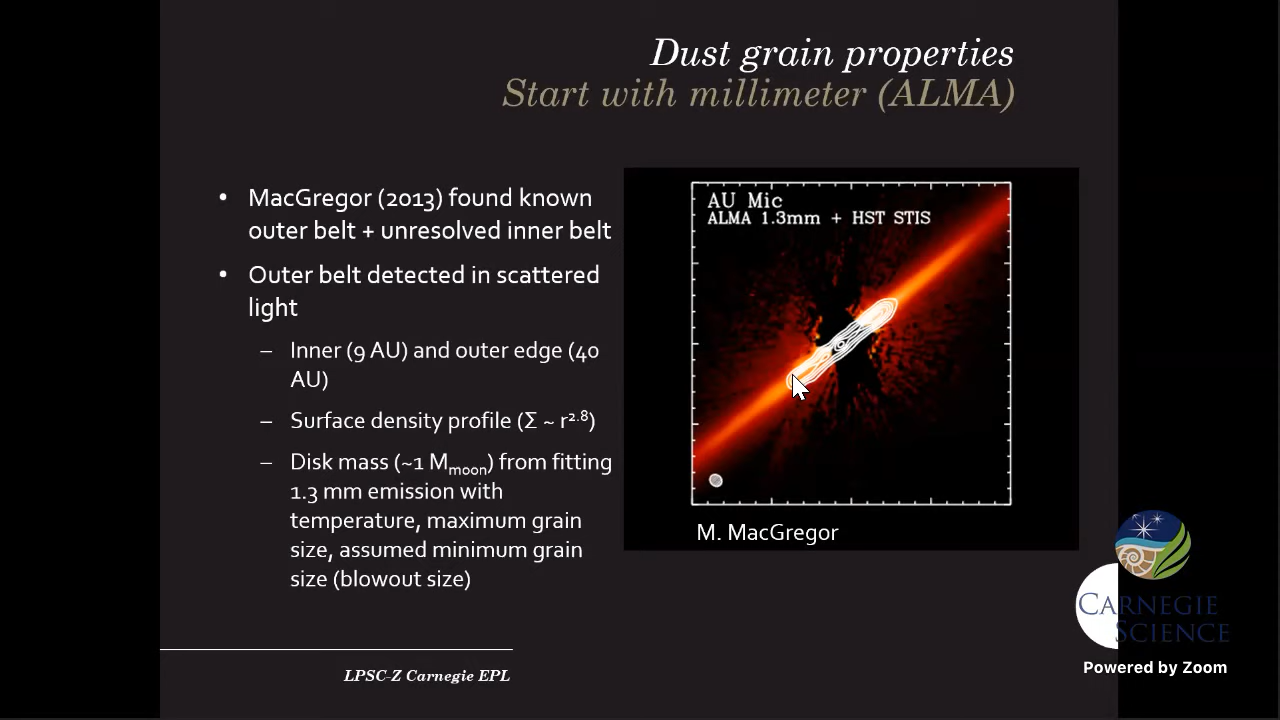 Dust grain properties
Start with millimeter (ALMA)
• MacGregor (2013) found known
outer belt + unresolved inner belt
• Outer belt detected in scattered
light
– Inner (9 AU) and outer edge (40
AU)
– Surface density profile (Σ ~ r^2.8)
– Disk mass (~1 M_moon) from fitting
1.3 mm emission with
temperature, maximum grain
size, assumed minimum grain
size (blowout size)
AU Mic
ALMA 1.3mm + HST STIS
M. MacGregor
LPSC-Z Carnegie EPL
CARNEGIE
SCIENCE
Powered by Zoom